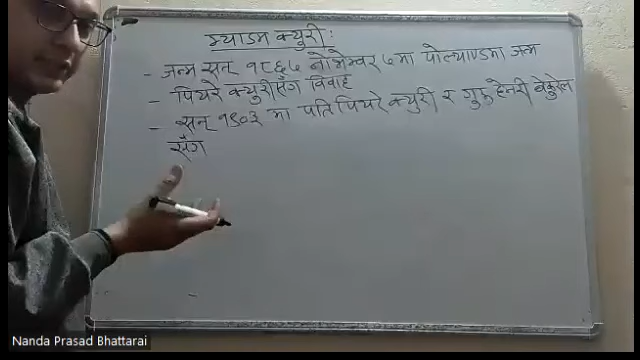 म्याडम क्युरी:
- जन्म सन् १८६७ नोभेम्बर ७ मा पोल्याण्डमा जन्म
- पियरे क्युरीसँग विवाह
- सन् १९०३ मा पति पियरे क्युरी र गुरु हेनरी बेकुरेल
सँग
Nanda Prasad Bhattarai